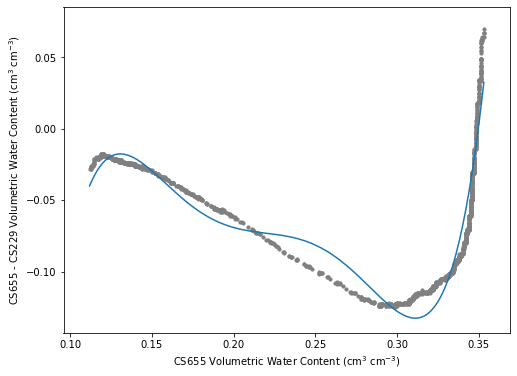 CS655 - CS229 Volumetric Water Content (cm³ cm⁻³)
0.05
0.00
−0.05
−0.10
0.10 0.15 0.20 0.25 0.30 0.35
CS655 Volumetric Water Content (cm³ cm⁻³)